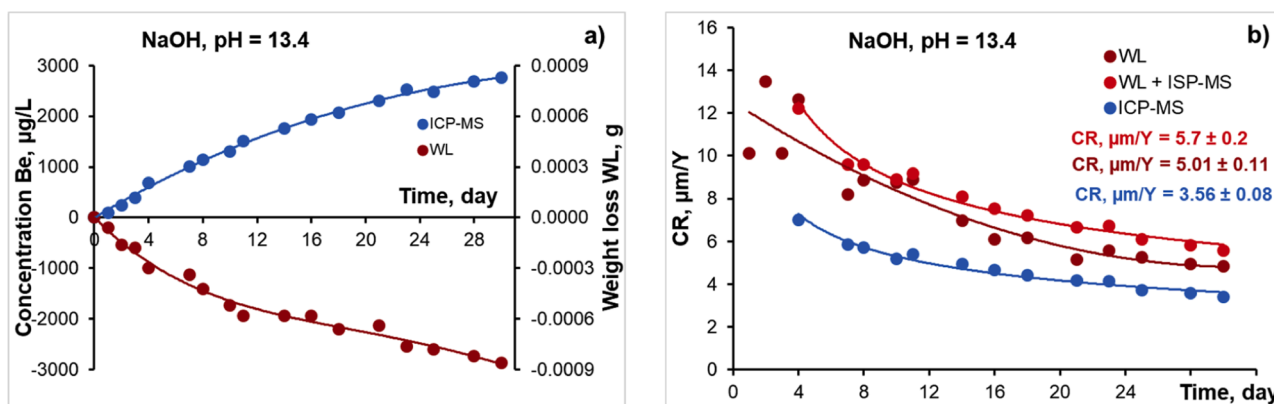 NaOH, pH = 13.4
a)
3000
2000
1000
0
-1000
-2000
-3000
Concentration Be, µg/L
0.0009
0.0006
0.0003
0.0000
-0.0003
-0.0006
-0.0009
Weight loss WL, g
ICP-MS
WL
Time, day
0 4 8 12 16 20 24 28
NaOH, pH = 13.4
b)
16
14
12
10
8
6
4
2
0
CR, µm/Y
WL
WL + ISP-MS
ICP-MS
CR, µm/Y = 5.7 ± 0.2
CR, µm/Y = 5.01 ± 0.11
CR, µm/Y = 3.56 ± 0.08
0 4 8 12 16 20 24 Time, day